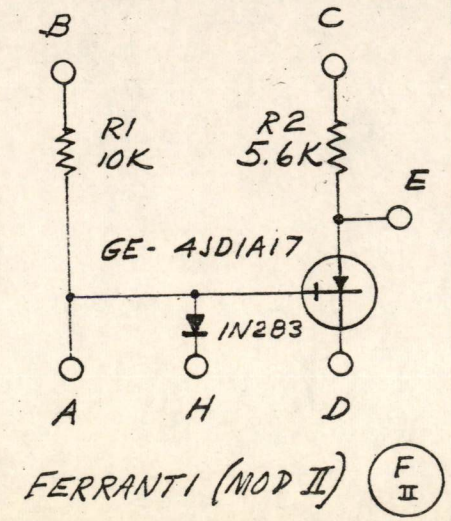 B
C
R1
10K
R2
5.6K
E
GE- 4JD1A17
1N283
A
H
D
FERRANTI (MOD II)
F
II